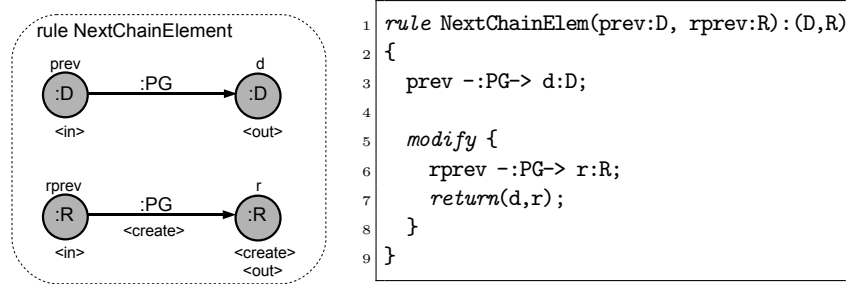 rule NextChainElement
prev d
:D :PG :D
<in> <out>
rprev r
:R :PG :R
<create>
<in> <create>
<out>
1 rule NextChainElem(prev:D, rprev:R):(D,R)
2 {
3 prev -:PG-> d:D;
4
5 modify {
6 rprev -:PG-> r:R;
7 return(d,r);
8 }
9 }